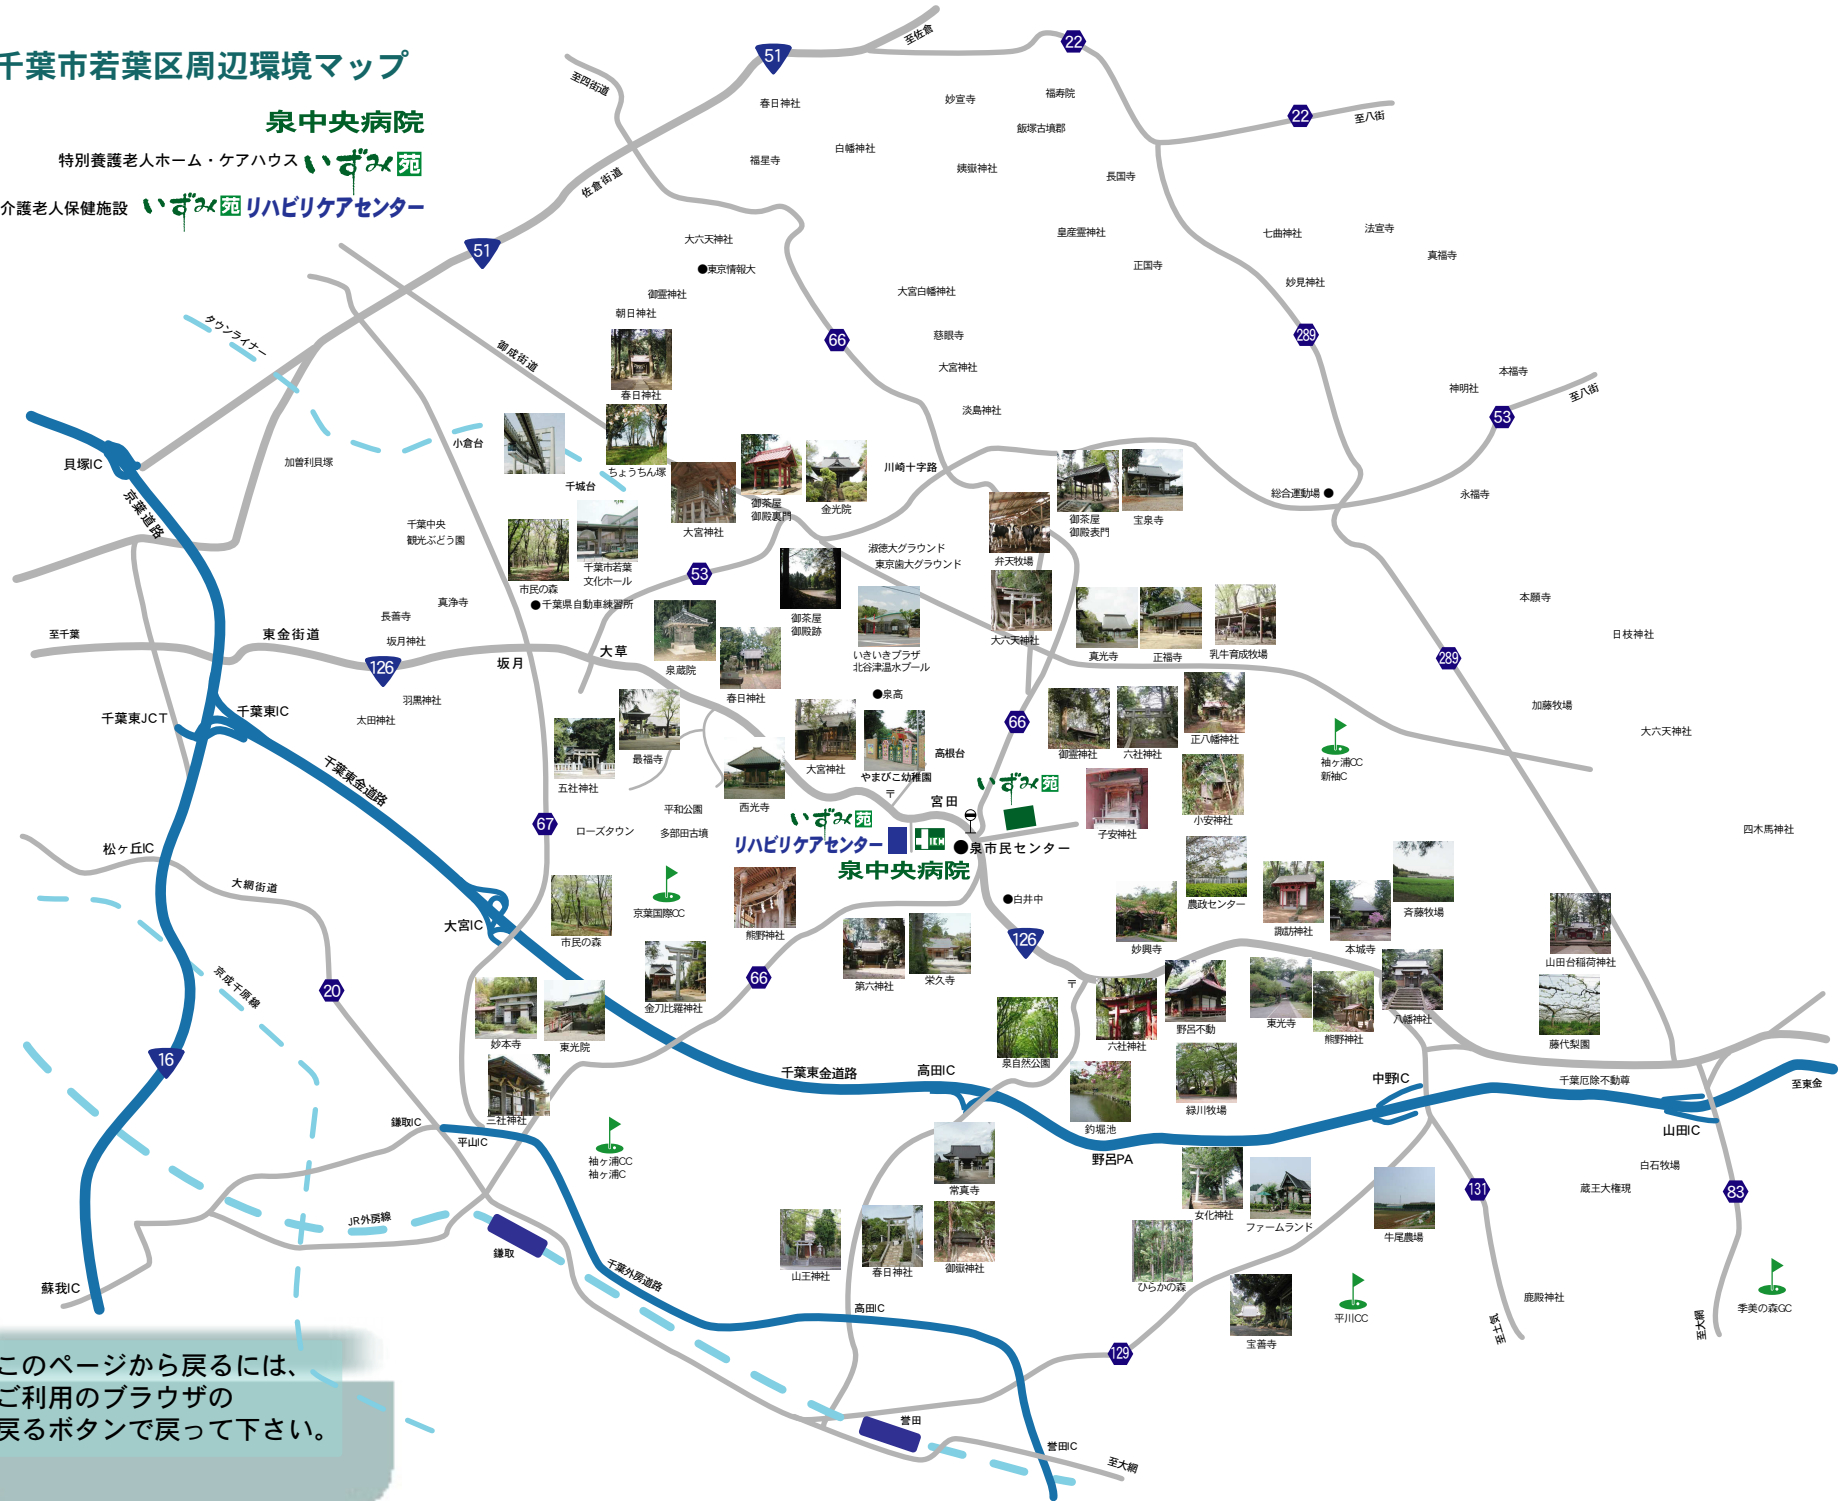 千葉市若葉区周辺環境マップ
泉中央病院
特別養護老人ホーム・ケアハウス いずみ苑
介護老人保健施設 いずみ苑 リハビリケアセンター
51
至佐倉
22
至四街道
春日神社
妙宣寺
福寿院
22
至八街
飯塚古墳郡
福星寺
白幡神社
姨嶽神社
長国寺
佐倉街道
51
大六天神社
皇産霊神社
七曲神社
法宣寺
東京情報大
正国寺
真福寺
御霊神社
大宮白幡神社
妙見神社
朝日神社
タウンライナー
御成街道
66
慈眼寺
289
大宮神社
本福寺
神明社
至八街
春日神社
淡島神社
53
小倉台
貝塚IC
加曽利貝塚
ちょうちん塚
川崎十字路
千城台
総合運動場
永福寺
京葉道路
御茶屋
御殿裏門
金光院
御茶屋
御殿表門
宝泉寺
千葉中央
観光ぶどう園
大宮神社
淑徳大グラウンド
東京歯大グラウンド
弁天牧場
千葉市若葉
文化ホール
53
市民の森
千葉県自動車練習所
真浄寺
長善寺
御茶屋
御殿跡
本願寺
至千葉
東金街道
坂月神社
大六天神社
日枝神社
126
坂月
大草
いきいきプラザ
北谷津温水プール
真光寺
正福寺
乳牛育成牧場
289
泉蔵院
羽黒神社
春日神社
泉高
加藤牧場
千葉東JCT
千葉東IC
太田神社
66
大六天神社
正八幡神社
御霊神社
六社神社
最福寺
高根台
袖ヶ浦CC
新袖C
千葉東金道路
大宮神社
やまびこ幼稚園
五社神社
いずみ苑
西光寺
〒
宮田
小安神社
平和公園
67
ローズタウン
多部田古墳
いずみ苑
リハビリケアセンター
泉市民センター
子安神社
四木馬神社
松ヶ丘IC
泉中央病院
大網街道
京葉国際CC
白井中
農政センター
斉藤牧場
大宮IC
市民の森
熊野神社
126
諏訪神社
本城寺
妙興寺
山田台稲荷神社
京成千原線
20
66
第六神社
栄久寺
〒
金刀比羅神社
八幡神社
東光寺
野呂不動
熊野神社
妙本寺
東光院
六社神社
藤代梨園
16
泉自然公園
千葉東金道路
高田IC
中野IC
千葉厄除不動尊
至東金
緑川牧場
鎌取IC
三社神社
釣堀池
平山IC
山田IC
袖ヶ浦CC
袖ヶ浦C
野呂PA
白石牧場
常真寺
131
蔵王大権現
83
JR外房線
女化神社
ファームランド
牛尾農場
鎌取
千葉外房道路
山王神社
春日神社
御嶽神社
ひらかの森
蘇我IC
鹿殿神社
高田IC
平川CC
季美の森GC
至土気
至大網
宝善寺
129
このページから戻るには、
ご利用のブラウザの
戻るボタンで戻って下さい。
誉田
誉田IC
至大網